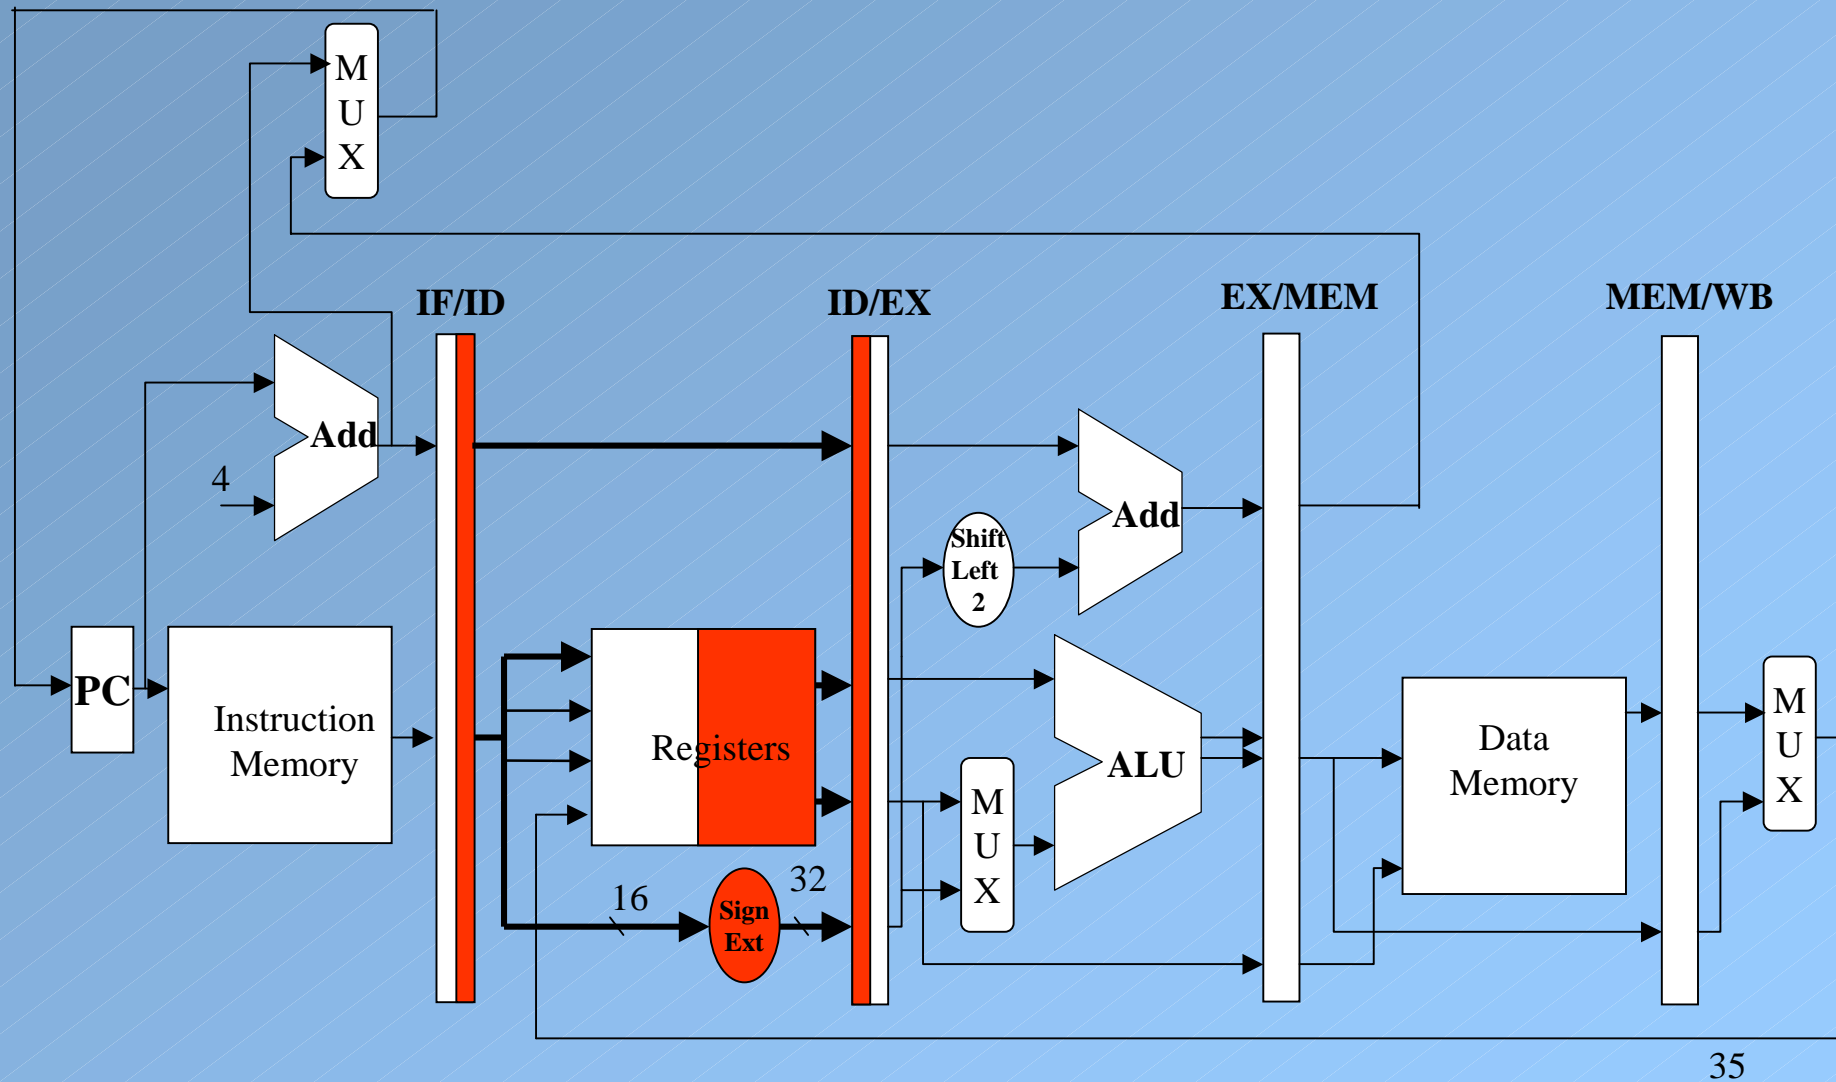 M
U
X
IF/ID
ID/EX
EX/MEM
MEM/WB
Add
4
Add
Shift
Left
2
PC
Instruction
Memory
Registers
ALU
M
U
X
Data
Memory
M
U
X
16
Sign
Ext
32
35